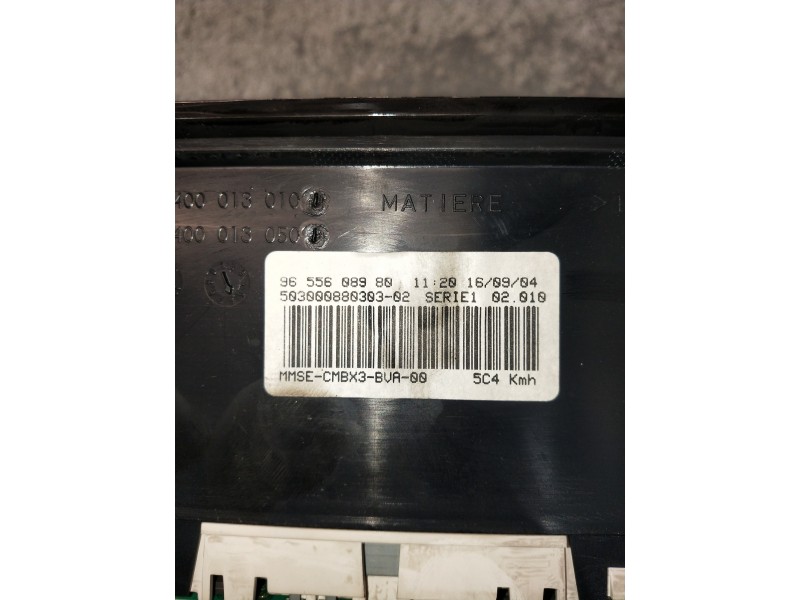 400 013 010
MATIERE
400 013 050
96 556 089 80 11:20 16/09/04
503000880303-02 SERIE1 02.010
MMSE-CMBX3-BVA-00 5C4 Kmh